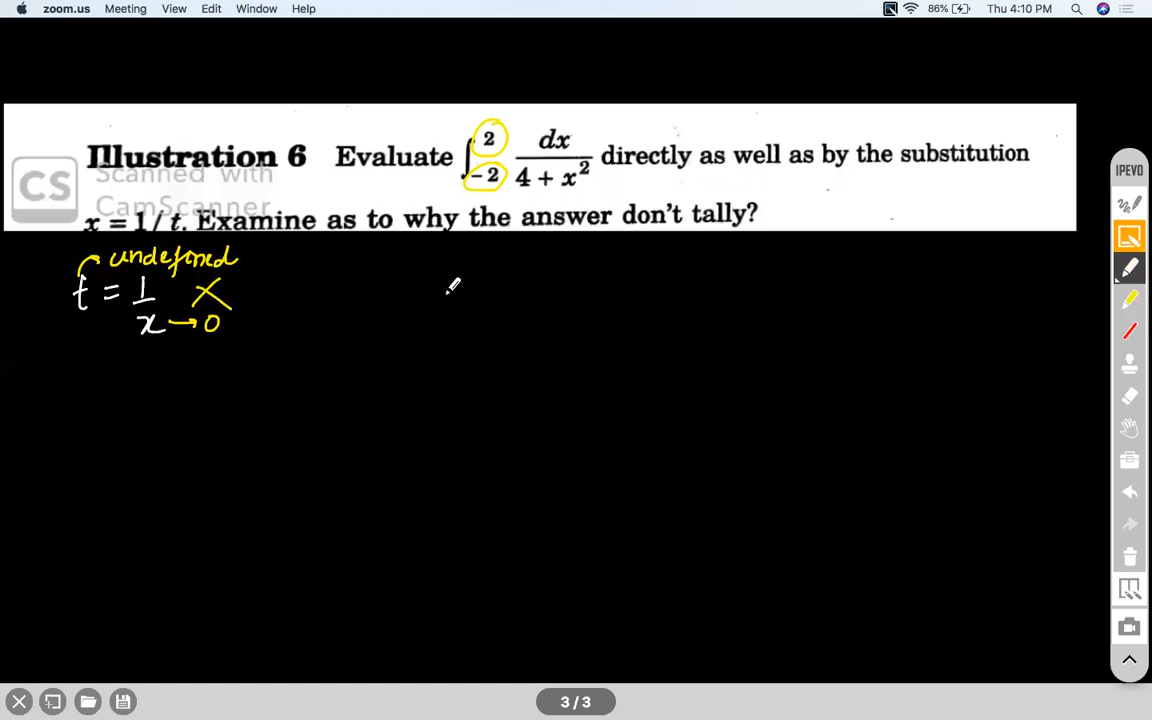 zoom.us Meeting View Edit Window Help 86% Thu 4:10 PM
Illustration 6 Evaluate ∫_{-2}^{2} dx/(4 + x²) directly as well as by the substitution
x = 1/t. Examine as to why the answer don't tally?
CS Scanned with
CamScanner
undefined
t = 1/x → 0
IPEVO
3 / 3